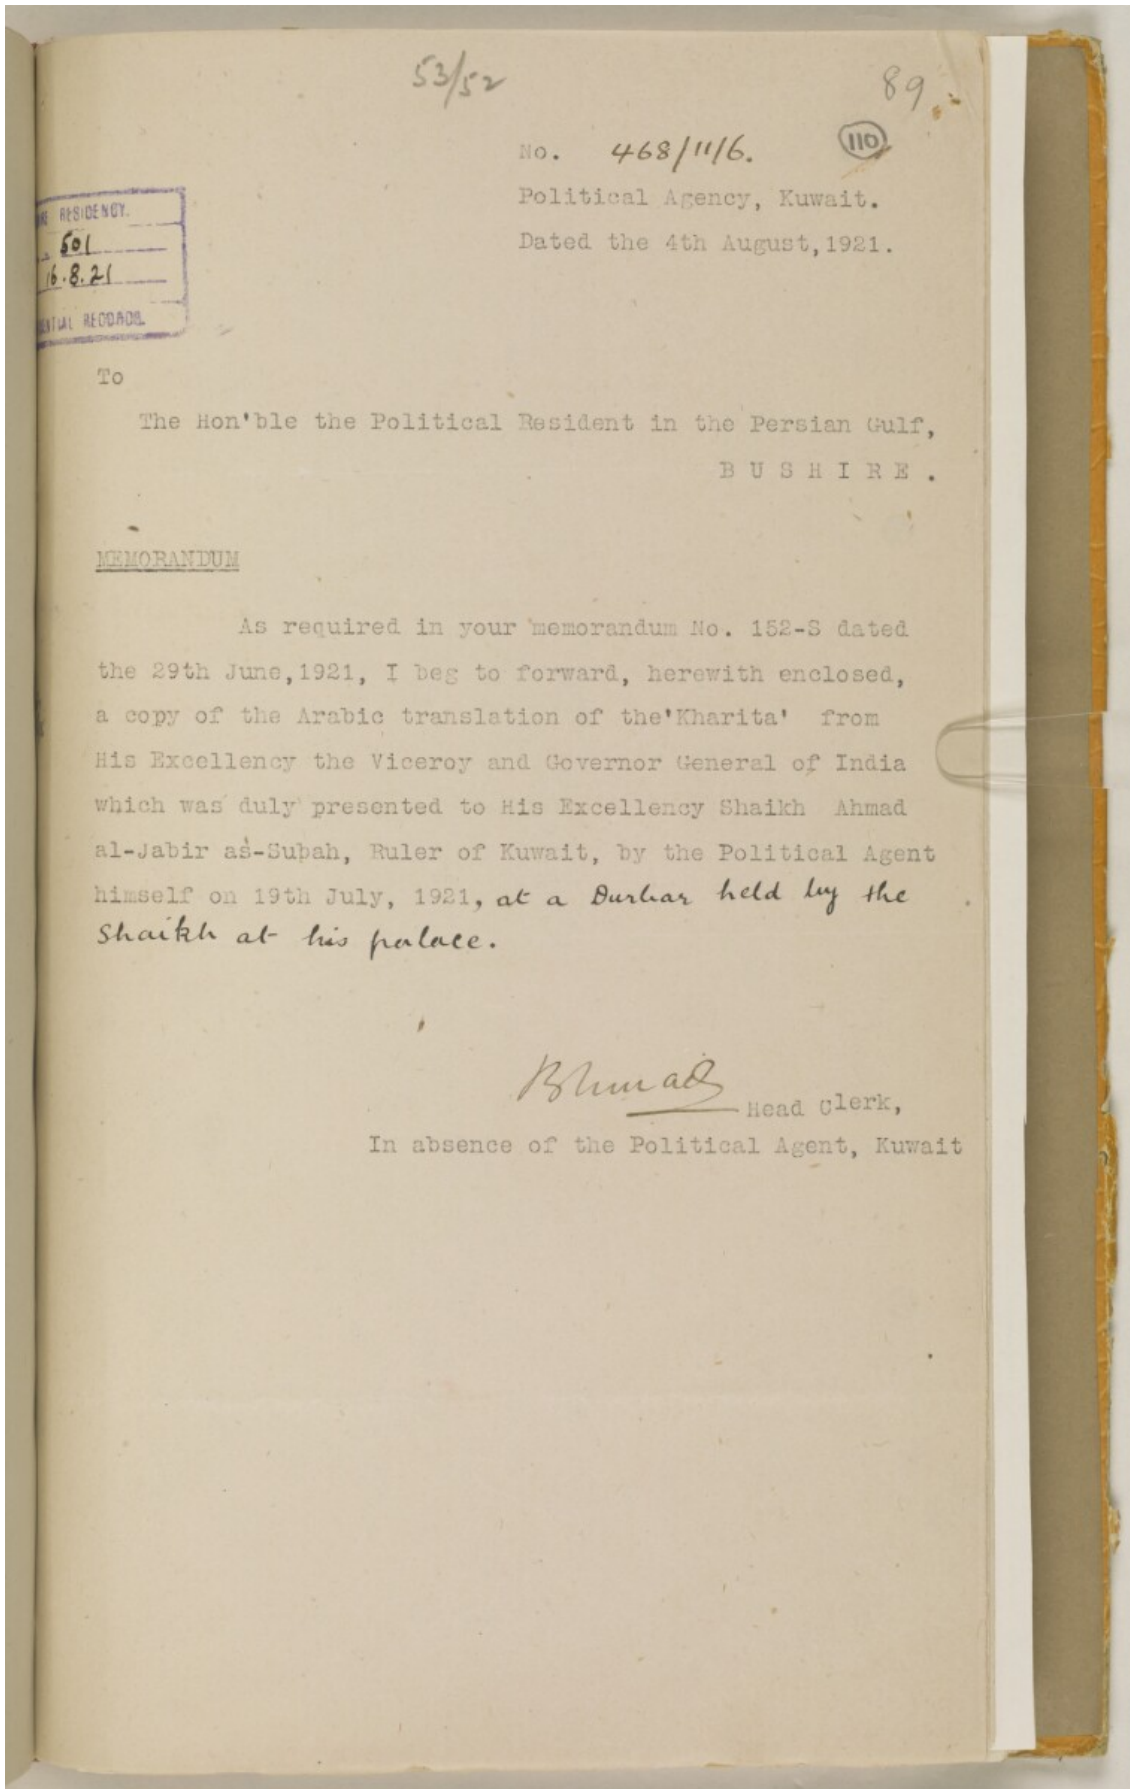 53/52
89
110
No. 468/11/6.
Political Agency, Kuwait.
Dated the 4th August,1921.
RESIDENCY.
501
16.8.21
ENTIAL RECORDS.
To
The Hon'ble the Political Resident in the Persian Gulf,
B U S H I R E .
MEMORANDUM
As required in your memorandum No. 152-S dated
the 29th June,1921, I beg to forward, herewith enclosed,
a copy of the Arabic translation of the'Kharita' from
His Excellency the Viceroy and Governor General of India
which was duly presented to His Excellency Shaikh Ahmad
al-Jabir as-Subah, Ruler of Kuwait, by the Political Agent
himself on 19th July, 1921, at a Durbar held by the
Shaikh at his palace.
Head Clerk,
In absence of the Political Agent, Kuwait